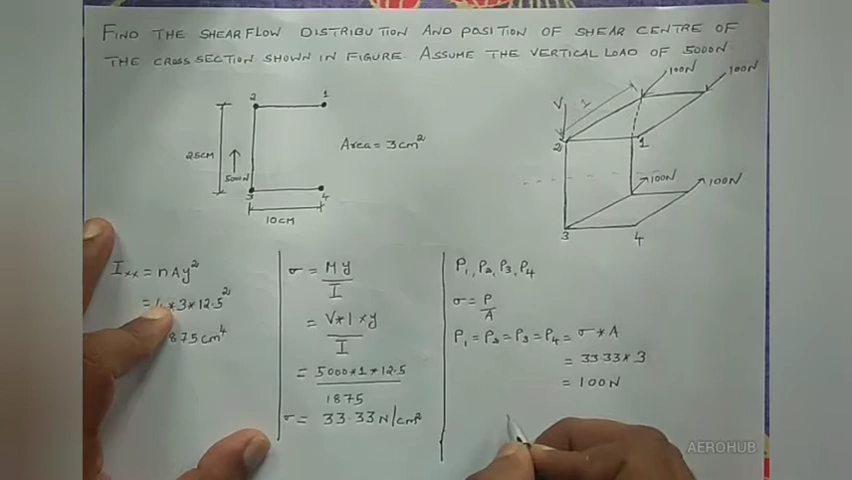 FIND THE SHEAR FLOW DISTRIBUTION AND POSITION OF SHEAR CENTRE OF
THE CROSS SECTION SHOWN IN FIGURE. ASSUME THE VERTICAL LOAD OF 5000N
2
1
25CM
5000N
3
4
10CM
Area = 3cm²
100N
100N
V
1
2
1
100N
100N
3
4
Ixx = nAy²
= 4*3*12.5²
875cm⁴
σ = My/I
= V*1*y/I
= 5000*1*12.5/1875
σ = 33.33N/cm²
P₁, P₂, P₃, P₄
σ = P/A
P₁ = P₂ = P₃ = P₄ = σ*A
= 33.33*3
= 100N
AEROHUB